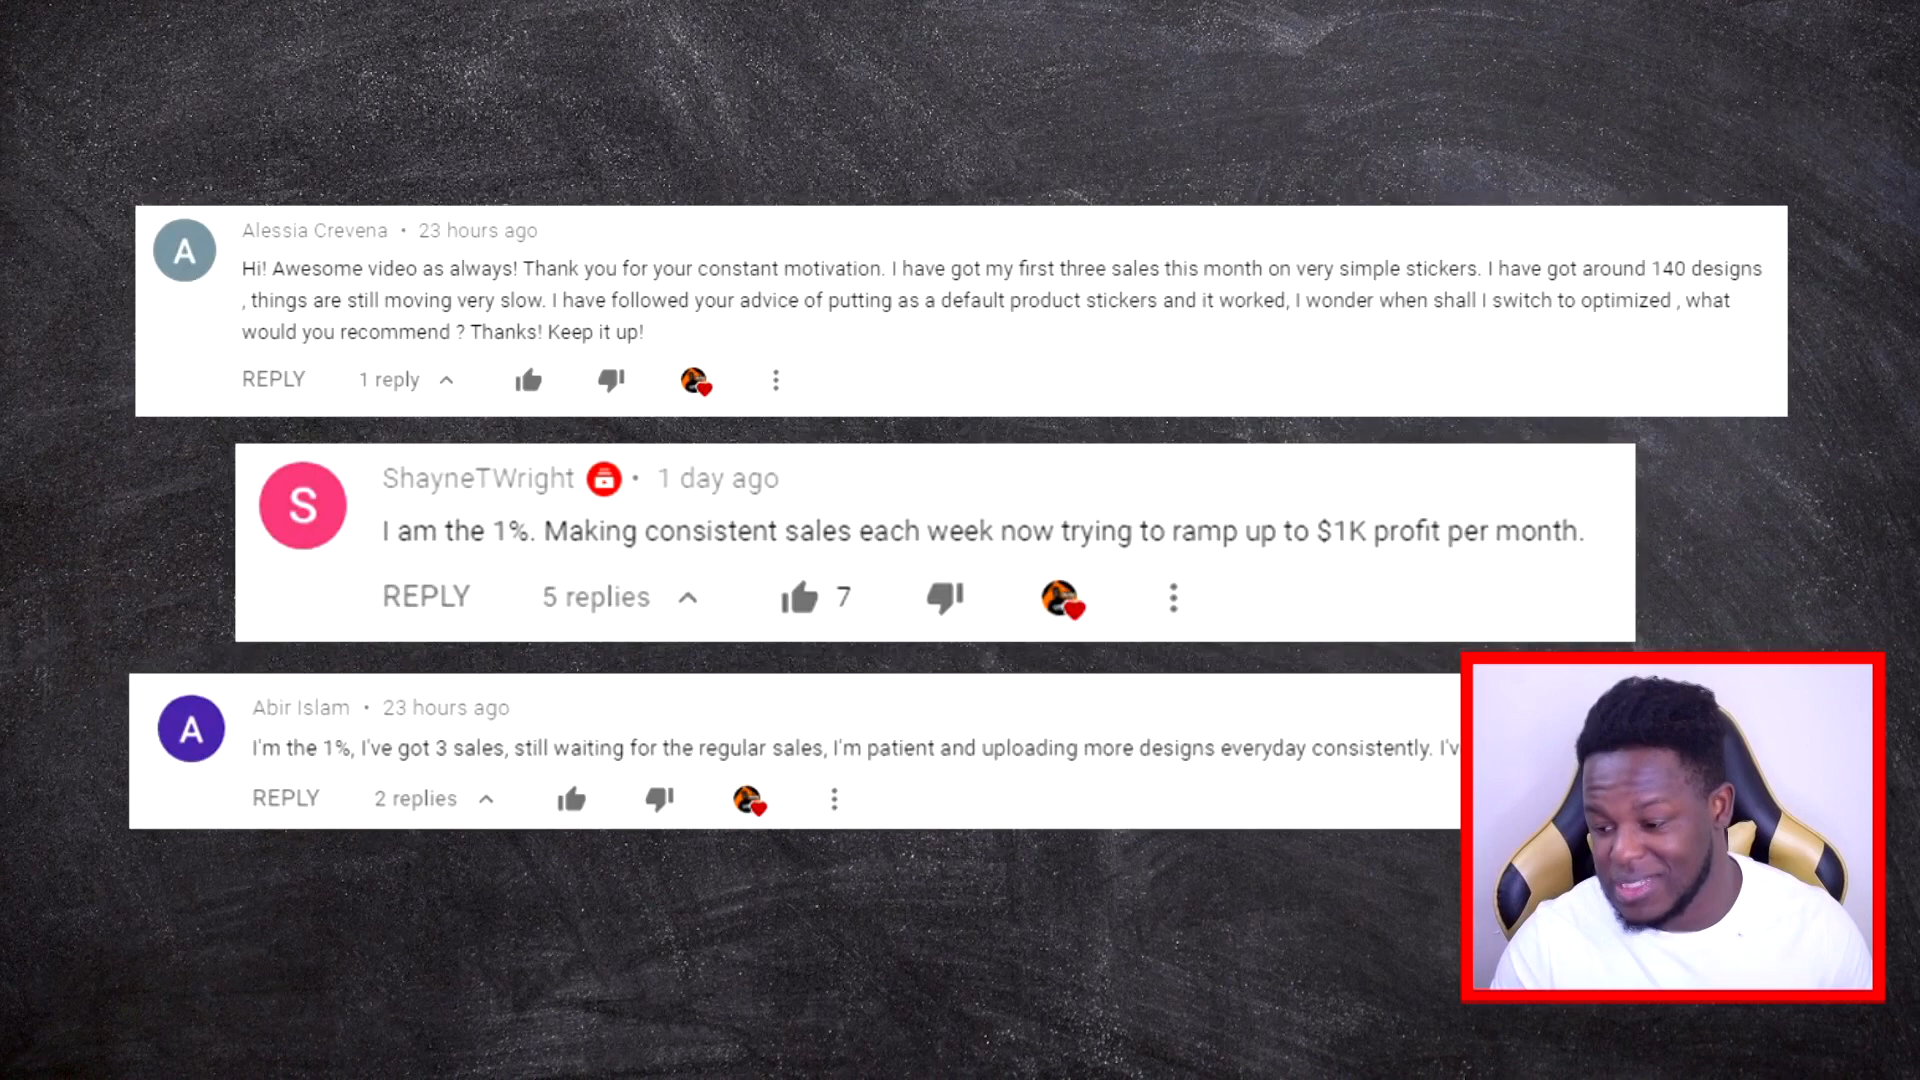 A
Alessia Crevena • 23 hours ago
Hi! Awesome video as always! Thank you for your constant motivation. I have got my first three sales this month on very simple stickers. I have got around 140 designs
, things are still moving very slow. I have followed your advice of putting as a default product stickers and it worked, I wonder when shall I switch to optimized , what
would you recommend ? Thanks! Keep it up!
REPLY 1 reply
S
ShayneTWright • 1 day ago
I am the 1%. Making consistent sales each week now trying to ramp up to $1K profit per month.
REPLY 5 replies 7
A
Abir Islam • 23 hours ago
I'm the 1%, I've got 3 sales, still waiting for the regular sales, I'm patient and uploading more designs everyday consistently. I'v
REPLY 2 replies